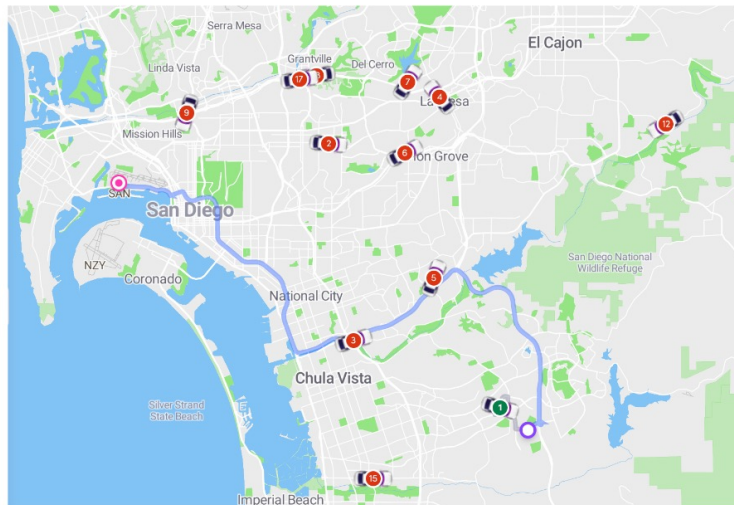 Serra Mesa
El Cajon
Grantville
Del Cerro
Linda Vista
17
7
4
La Mesa
9
12
Mission Hills
2
6
on Grove
SAN
San Diego
San Diego National
Wildlife Refuge
NZY
5
Coronado
National City
3
Chula Vista
Silver Strand
State Beach
1
15
Imperial Beach